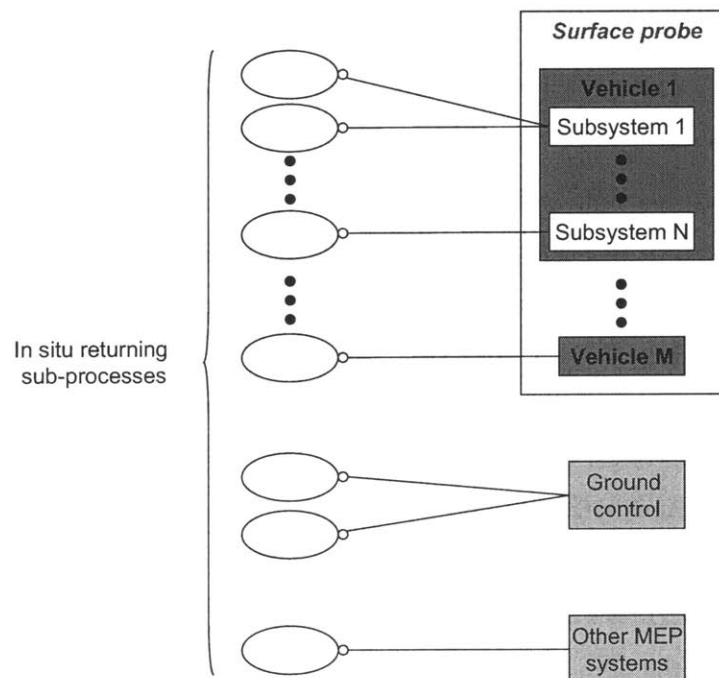 Surface probe
Vehicle 1
Subsystem 1
Subsystem N
Vehicle M
In situ returning
sub-processes
Ground
control
Other MEP
systems